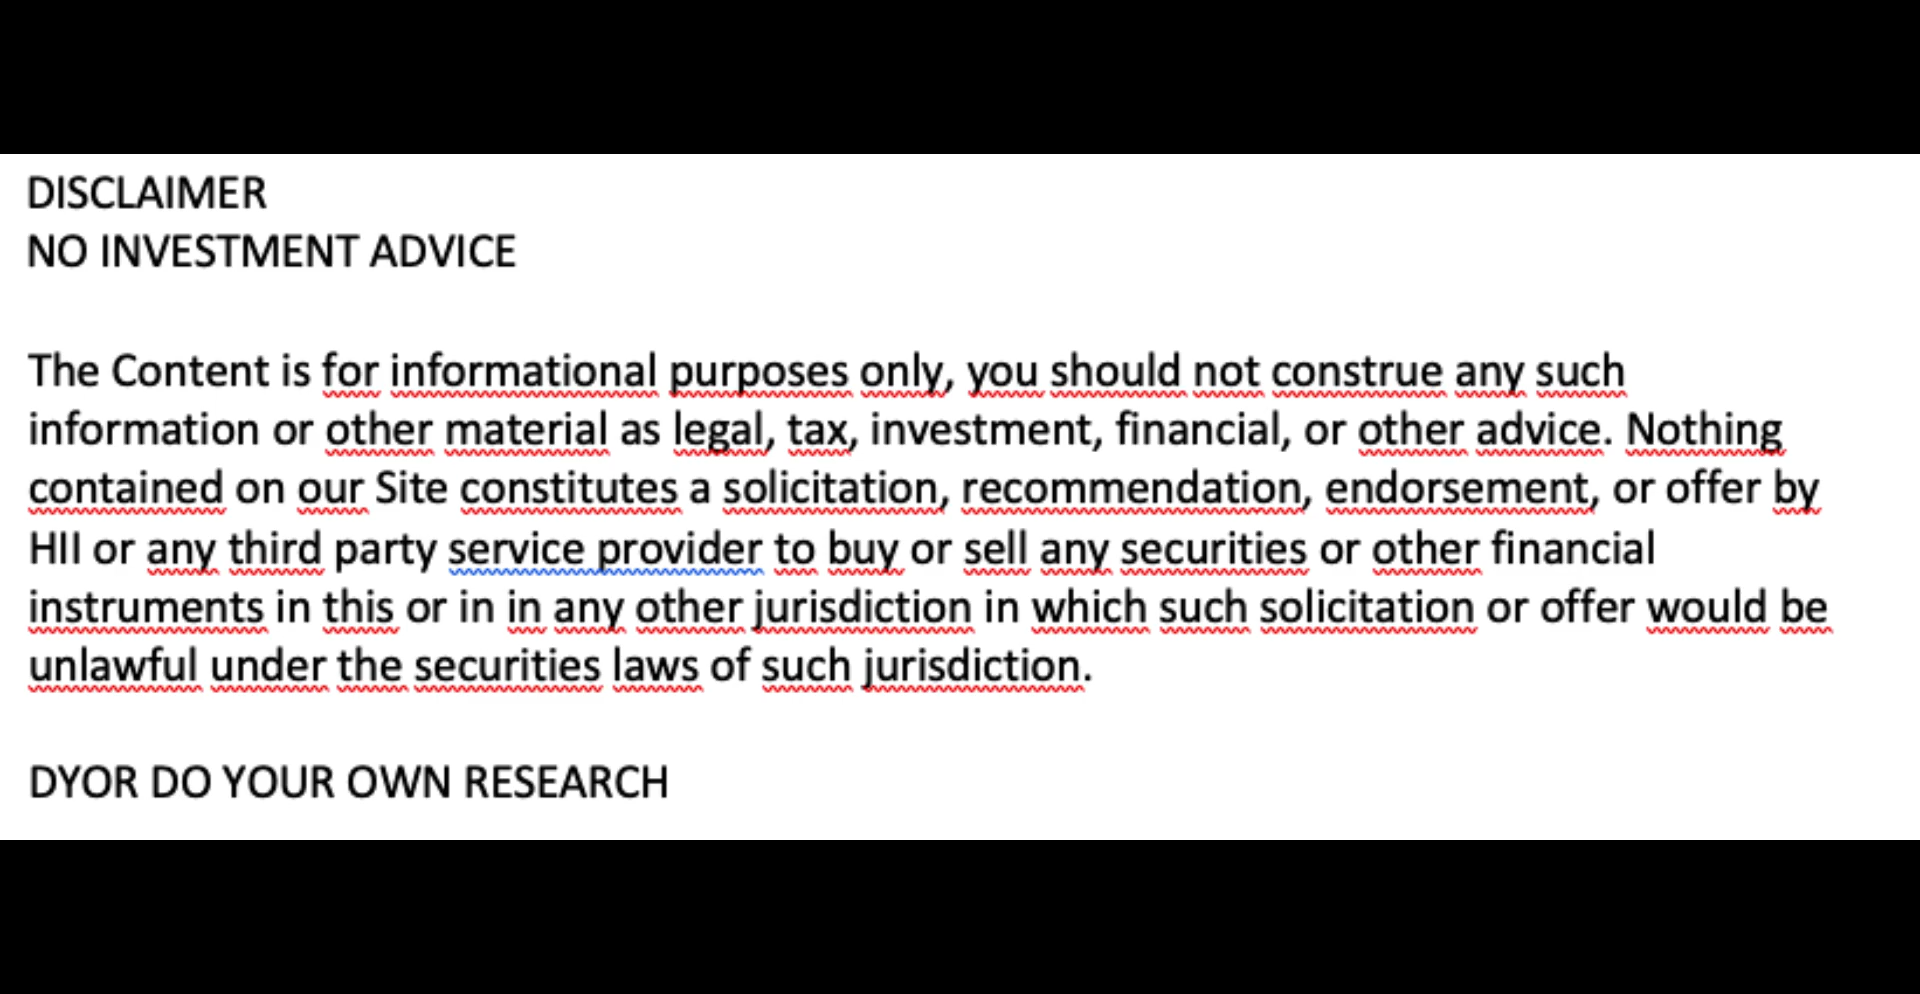 DISCLAIMER
NO INVESTMENT ADVICE
The Content is for informational purposes only, you should not construe any such
information or other material as legal, tax, investment, financial, or other advice. Nothing
contained on our Site constitutes a solicitation, recommendation, endorsement, or offer by
HII or any third party service provider to buy or sell any securities or other financial
instruments in this or in in any other jurisdiction in which such solicitation or offer would be
unlawful under the securities laws of such jurisdiction.
DYOR DO YOUR OWN RESEARCH